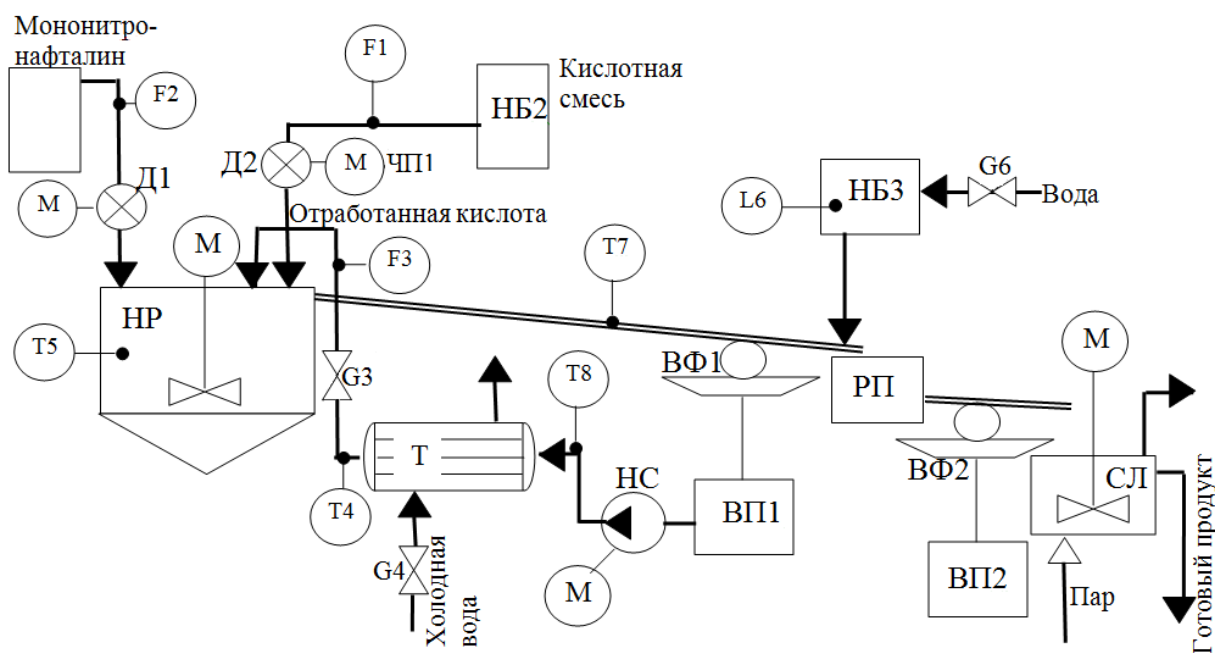 Мононитро-
нафталин
F1
F2
НБ2
Кислотная
смесь
Д1
М
Д2
М
ЧП1
Отработанная кислота
М
F3
T7
L6
НБ3
G6
Вода
НР
T5
G3
T8
ВФ1
РП
М
Т
T4
НС
ВП1
ВФ2
СЛ
G4
М
ВП2
Холодная
вода
Пар
Готовый продукт